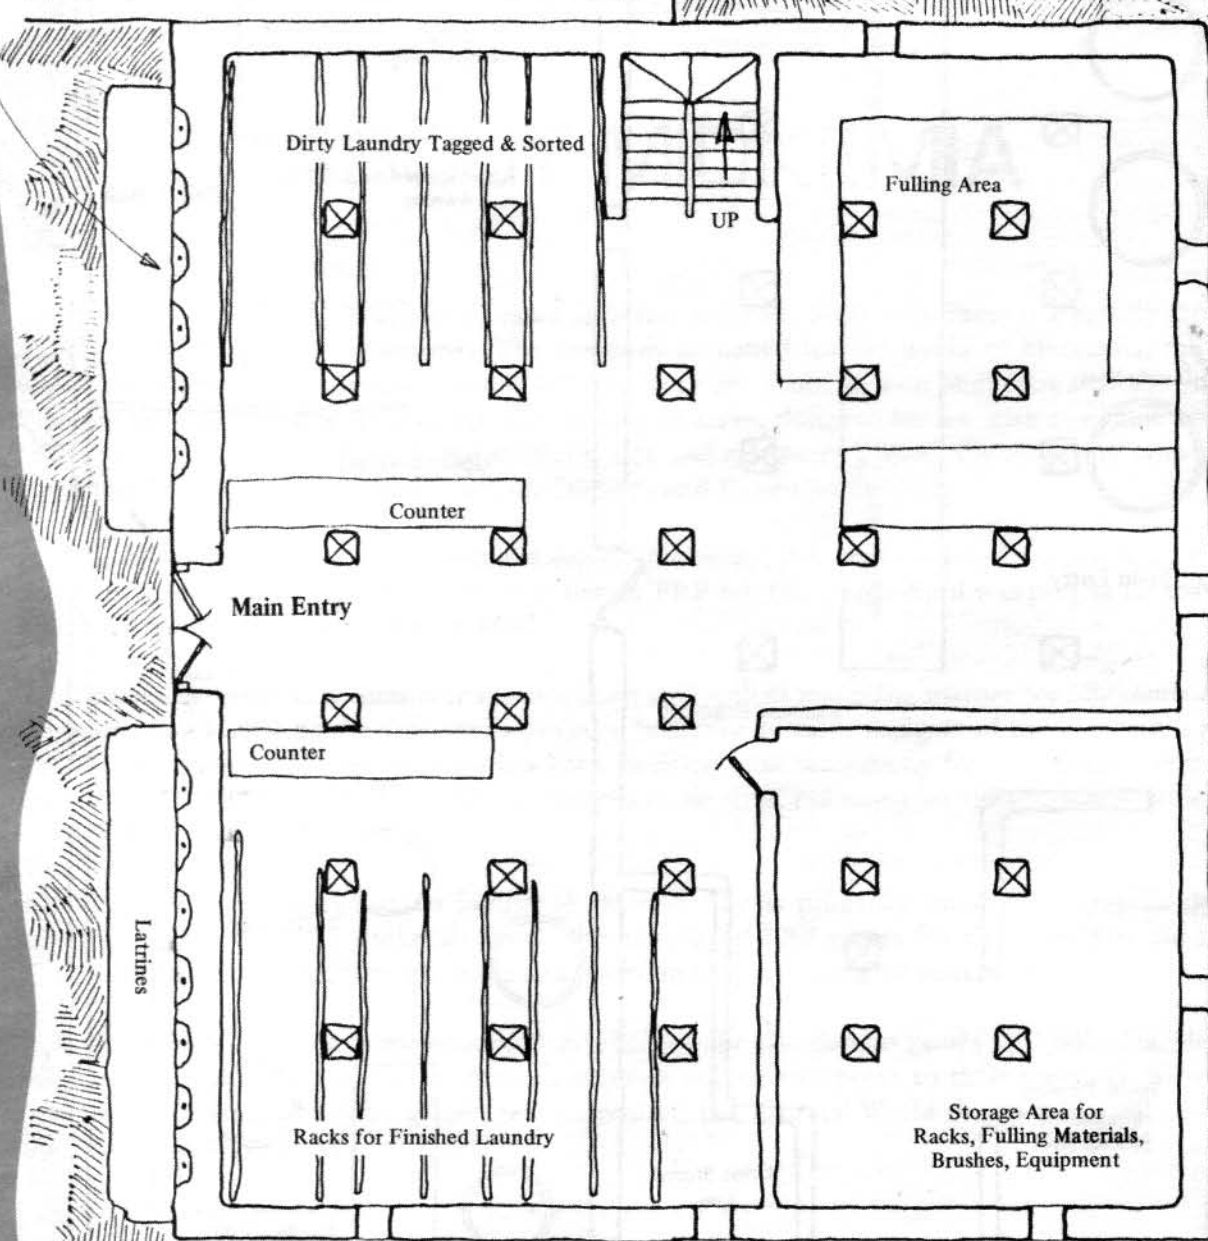 Dirty Laundry Tagged & Sorted
UP
Fulling Area
Counter
Main Entry
Counter
Latrines
Racks for Finished Laundry
Storage Area for
Racks, Fulling Materials,
Brushes, Equipment